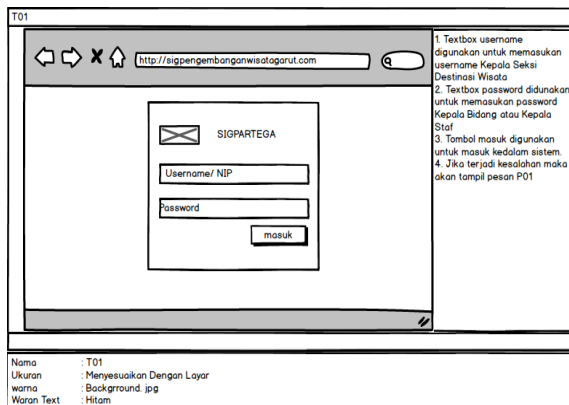 T01
http://sigpengembanganwisatagarut.com
SIGPARTEGA
Username/ NIP
Password
masuk
1. Textbox username
digunakan untuk memasukan
username Kepala Seksi
Destinasi Wisata
2. Textbox password didunakan
untuk memasukan password
Kepala Bidang atau Kepala
Staf
3. Tombol masuk digunakan
untuk masuk kedalam sistem.
4. Jika terjadi kesalahan maka
akan tampil pesan P01
Nama : T01
Ukuran : Menyesuaikan Dengan Layar
warna : Backgrround. jpg
Waran Text : Hitam